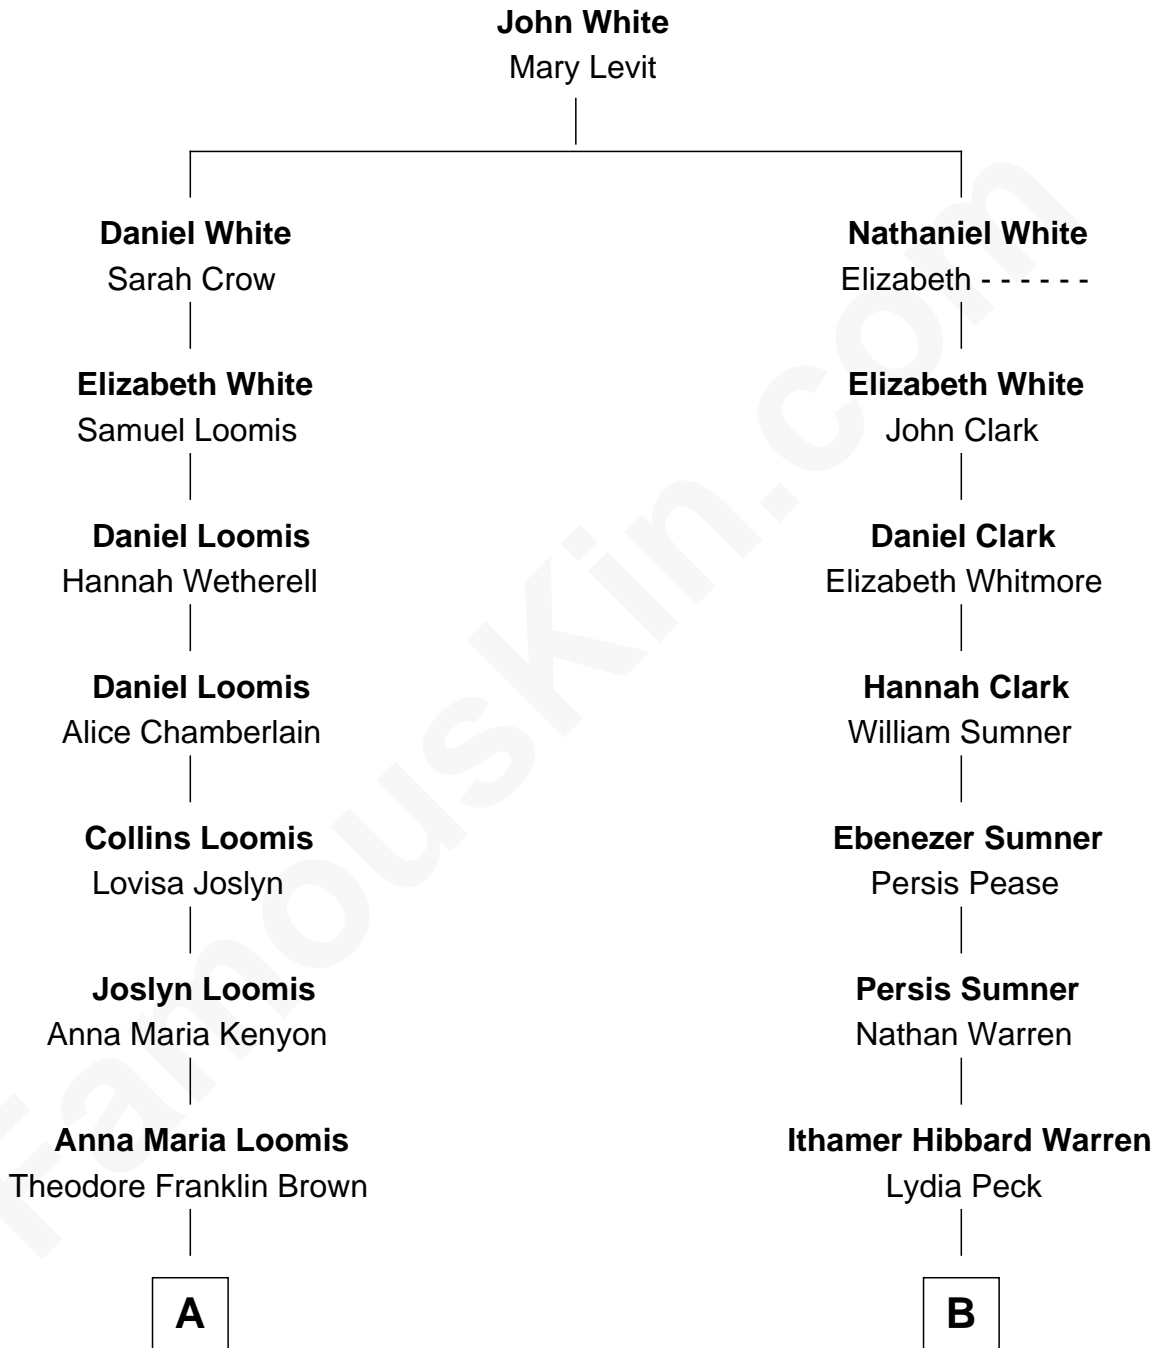 John White
Mary Levit
Daniel White
Sarah Crow
Nathaniel White
Elizabeth - - - - - -
Elizabeth White
Samuel Loomis
Elizabeth White
John Clark
Daniel Loomis
Hannah Wetherell
Daniel Clark
Elizabeth Whitmore
Daniel Loomis
Alice Chamberlain
Hannah Clark
William Sumner
Collins Loomis
Lovisa Joslyn
Ebenezer Sumner
Persis Pease
Joslyn Loomis
Anna Maria Kenyon
Persis Sumner
Nathan Warren
Anna Maria Loomis
Theodore Franklin Brown
Ithamer Hibbard Warren
Lydia Peck
A
B
FamousKin.com